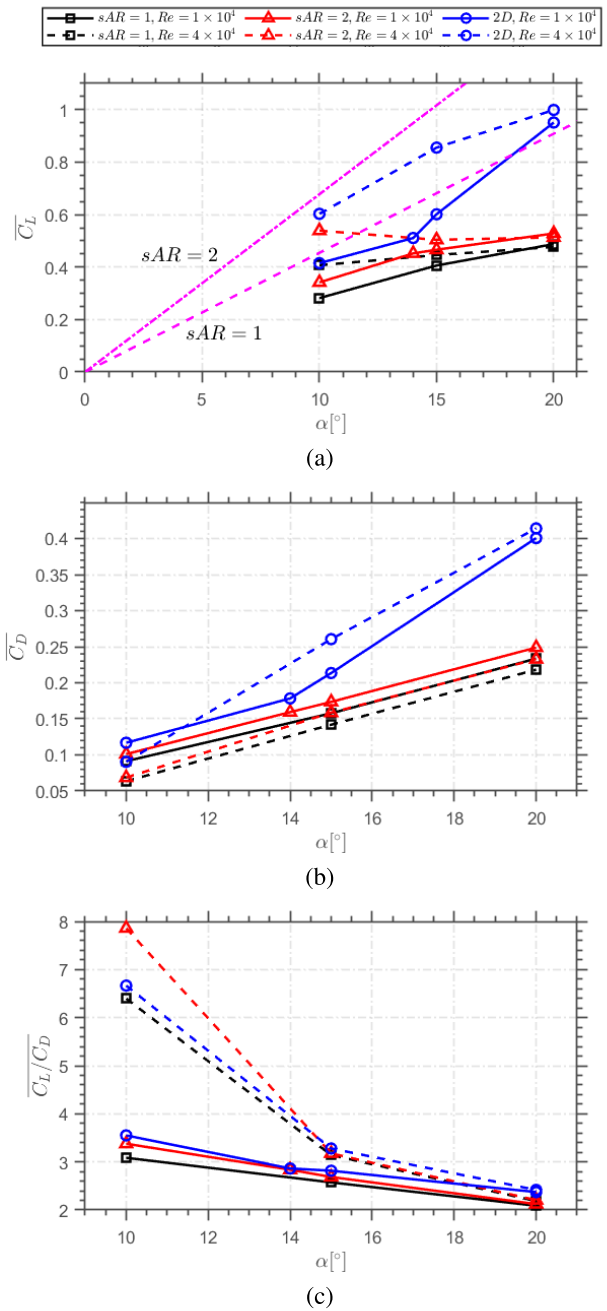 sAR = 1, Re = 1 × 10⁴ sAR = 2, Re = 1 × 10⁴ 2D, Re = 1 × 10⁴
sAR = 1, Re = 4 × 10⁴ sAR = 2, Re = 4 × 10⁴ 2D, Re = 4 × 10⁴
1
0.8
0.6
0.4
0.2
0
C̅_L̅
sAR = 2
sAR = 1
0 5 10 15 20
α[°]
(a)
0.4
0.35
0.3
0.25
0.2
0.15
0.1
0.05
C̅_D̅
10 12 14 16 18 20
α[°]
(b)
8
7
6
5
4
3
2
C̅_L̅/̅C̅_D̅
10 12 14 16 18 20
α[°]
(c)